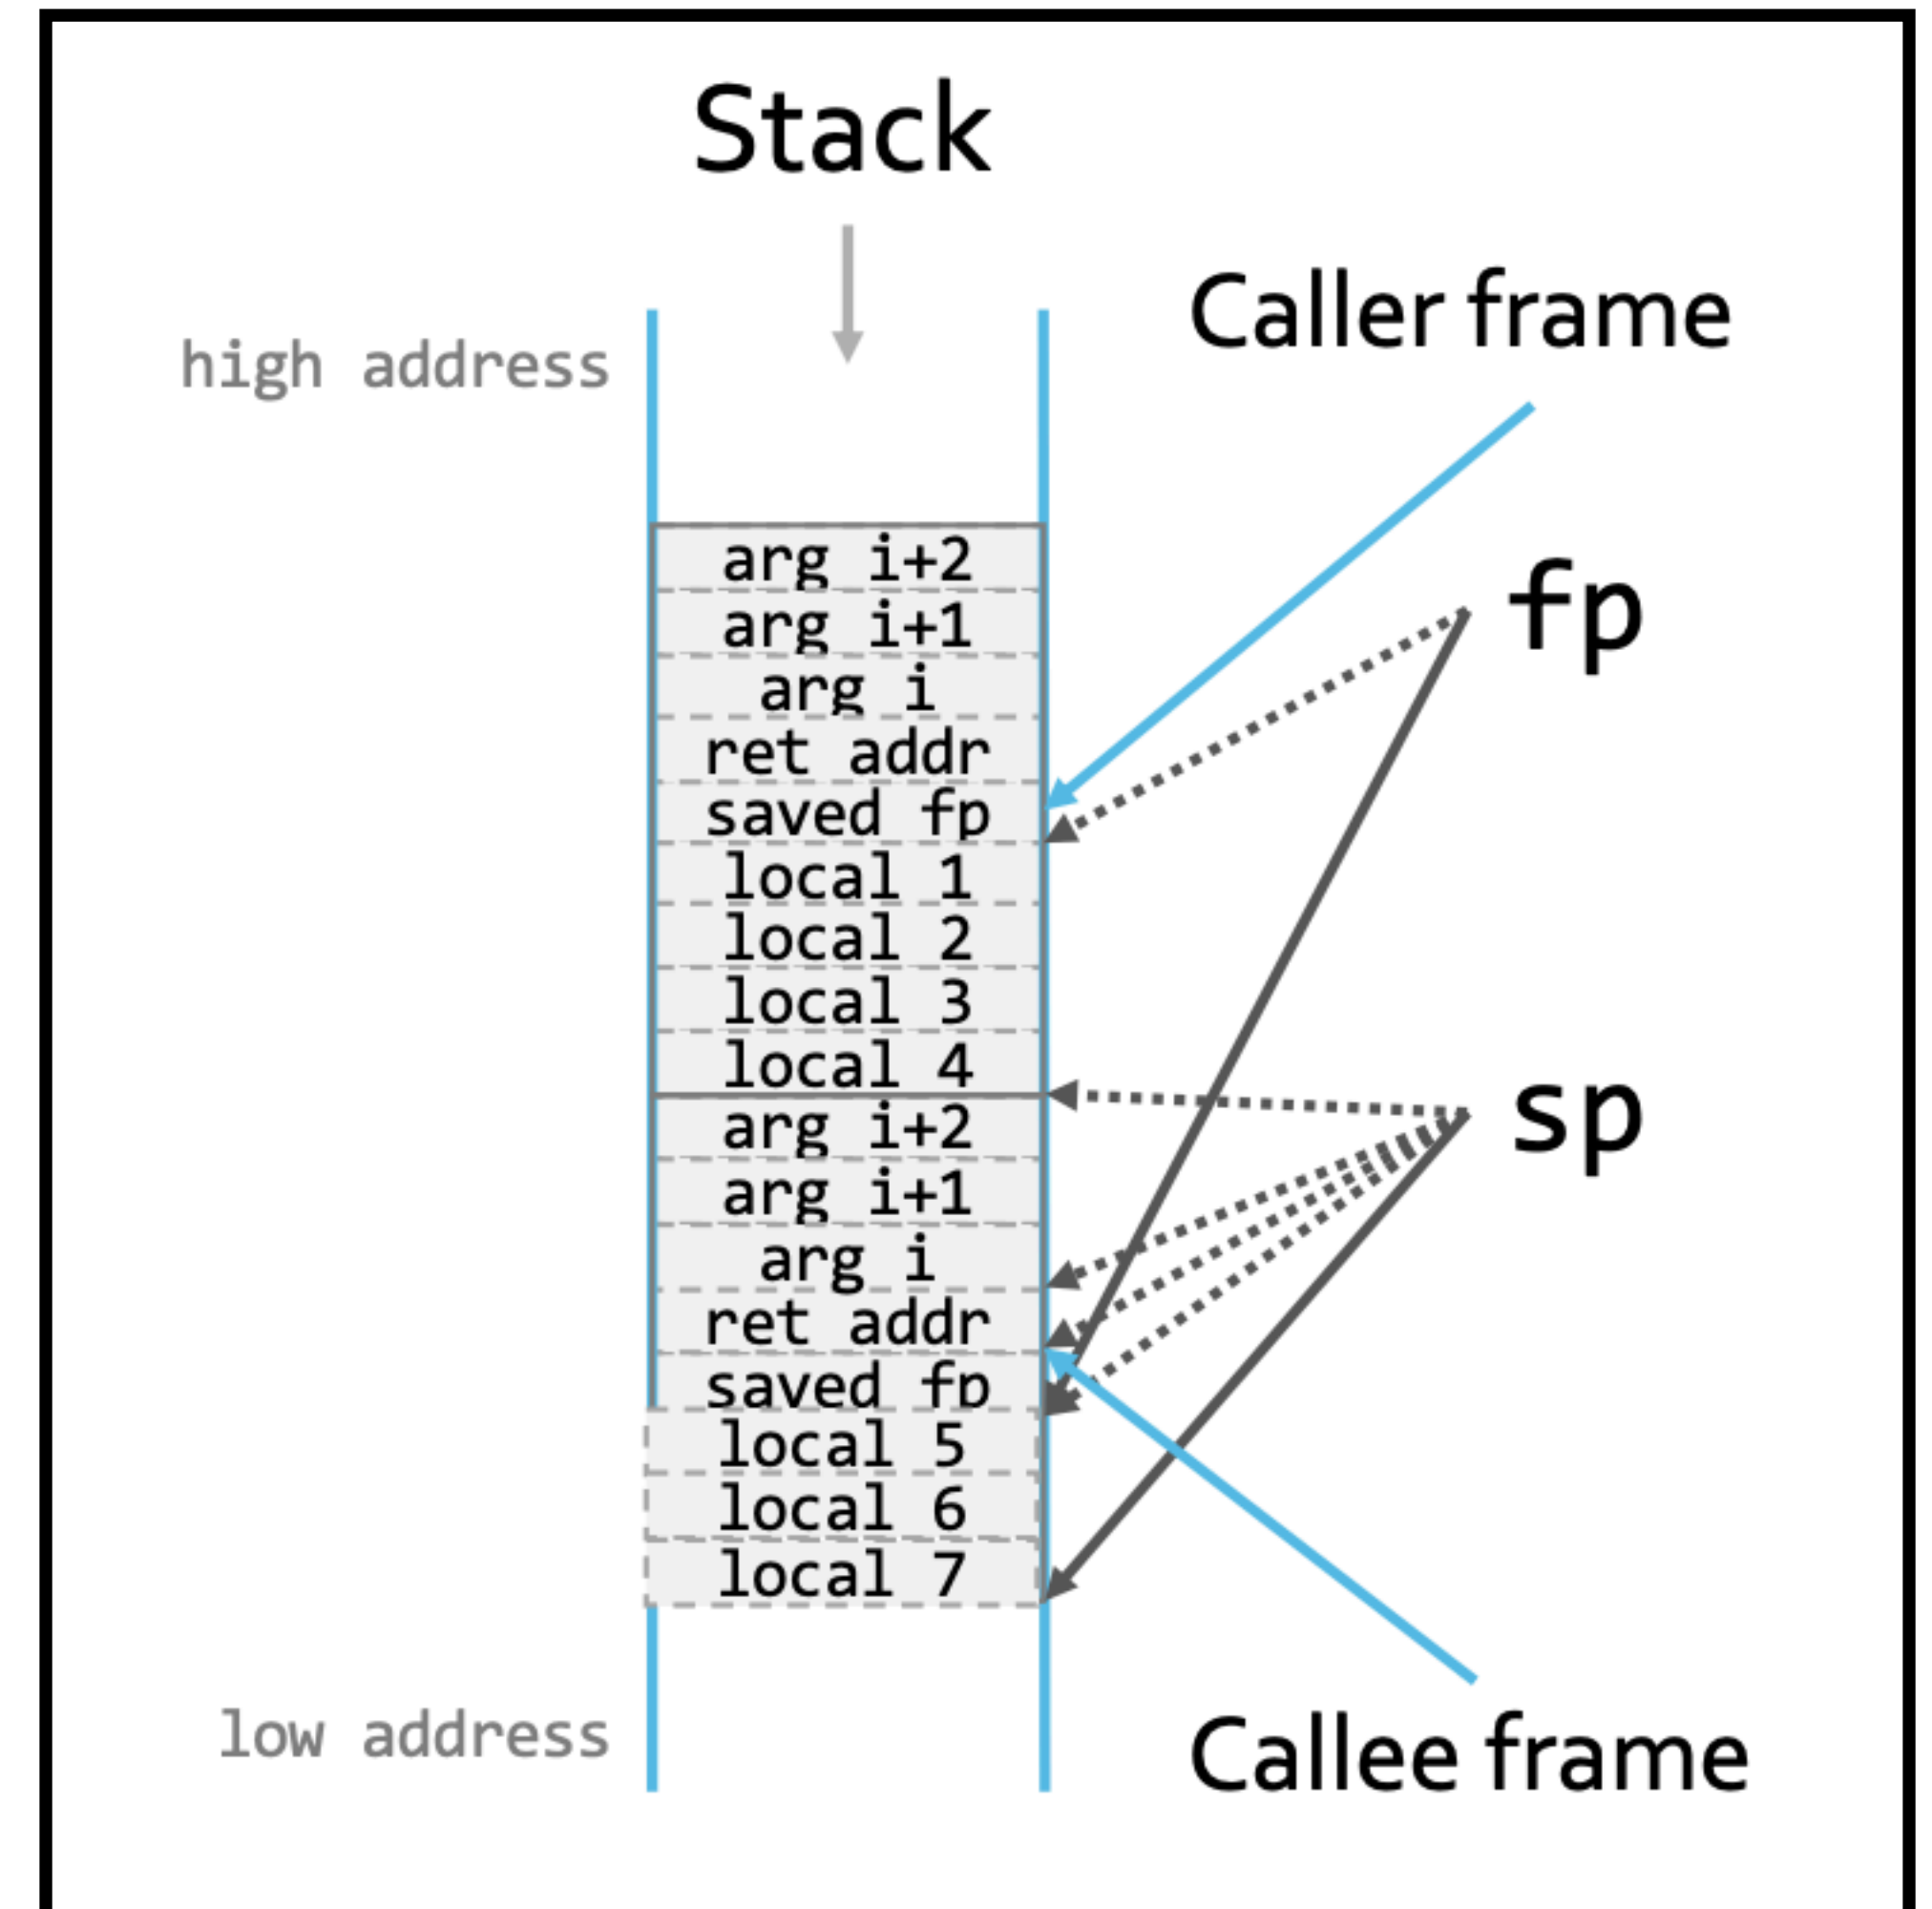 Stack
Caller frame
high address
arg i+2
fp
arg i+1
arg i
ret addr
saved fp
local 1
local 2
local 3
local 4
sp
arg i+2
arg i+1
arg i
ret addr
saved fp
local 5
local 6
local 7
low address
Callee frame